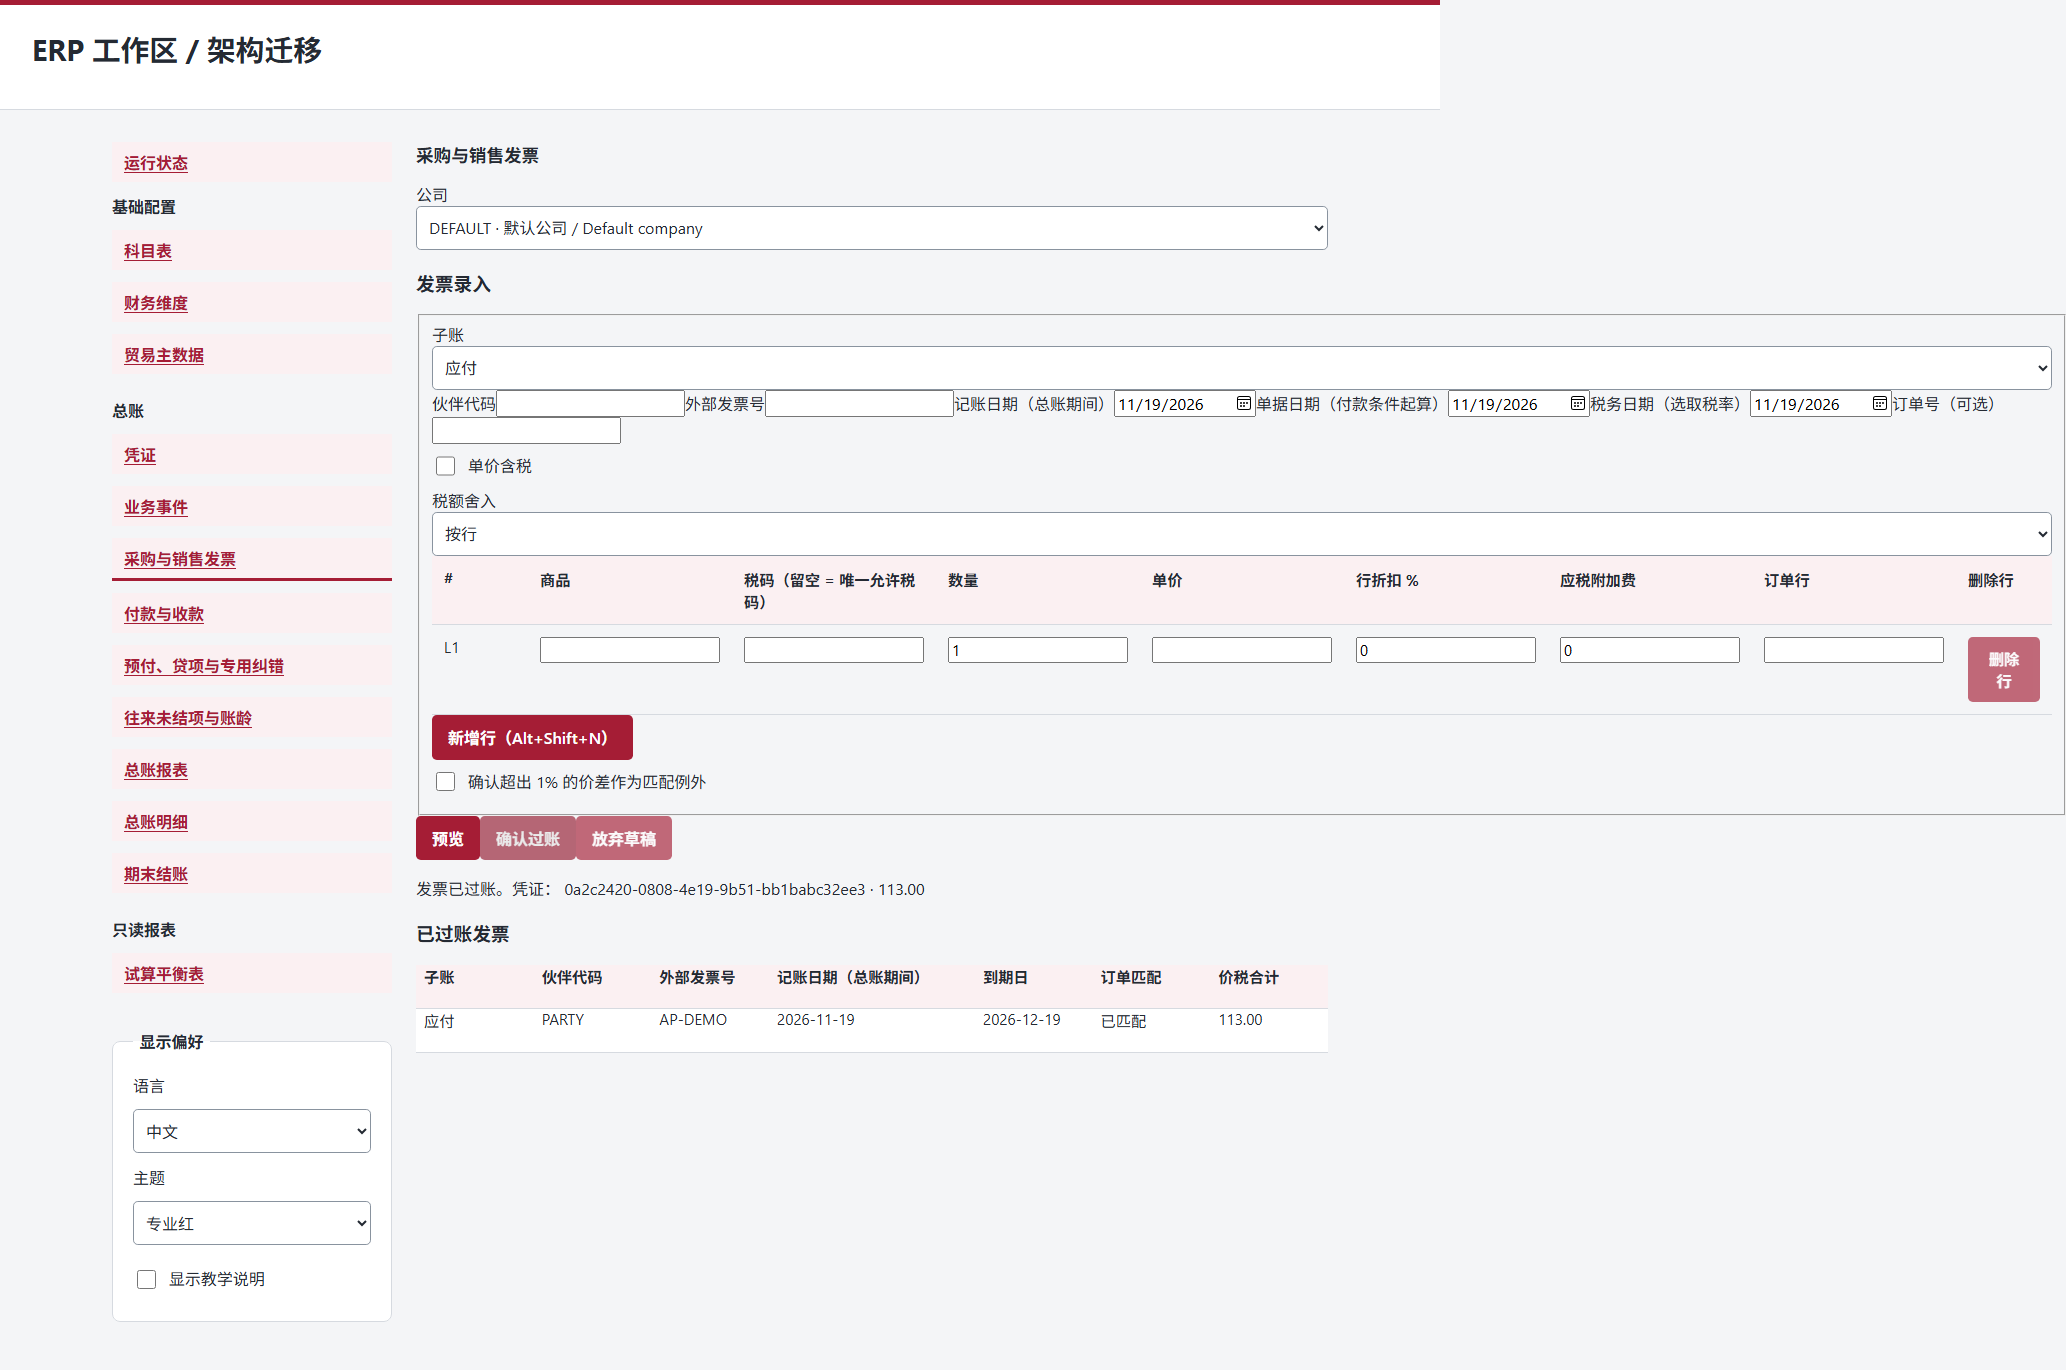 ERP 工作区 / 架构迁移
运行状态
基础配置
科目表
财务维度
贸易主数据
总账
凭证
业务事件
采购与销售发票
付款与收款
预付、贷项与专用纠错
往来未结项与账龄
总账报表
总账明细
期末结账
只读报表
试算平衡表
显示偏好
语言
中文
主题
专业红
显示教学说明
采购与销售发票
公司
DEFAULT · 默认公司 / Default company
发票录入
子账
应付
伙伴代码 外部发票号 记账日期（总账期间） 11/19/2026 单据日期（付款条件起算） 11/19/2026 税务日期（选取税率） 11/19/2026 订单号（可选）
单价含税
税额舍入
按行
# 商品 税码（留空 = 唯一允许税码） 数量 单价 行折扣 % 应税附加费 订单行 删除行
L1 1 0 0 删除行
新增行（Alt+Shift+N）
确认超出 1% 的价差作为匹配例外
预览 确认过账 放弃草稿
发票已过账。凭证： 0a2c2420-0808-4e19-9b51-bb1babc32ee3 · 113.00
已过账发票
子账 伙伴代码 外部发票号 记账日期（总账期间） 到期日 订单匹配 价税合计
应付 PARTY AP-DEMO 2026-11-19 2026-12-19 已匹配 113.00